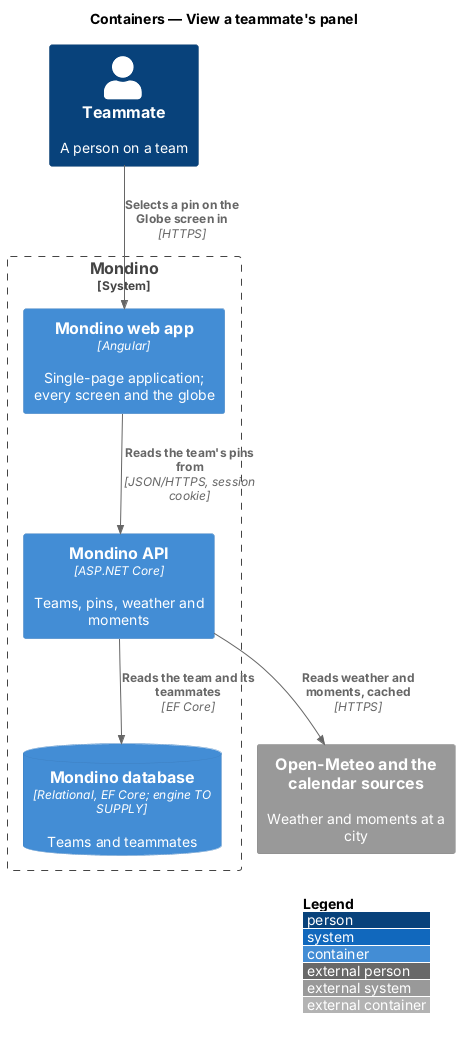 Containers — View a teammate's panel
Teammate
A person on a team
Selects a pin on the
Globe screen in
[HTTPS]
Mondino
[System]
Mondino web app
[Angular]
Single-page application;
every screen and the globe
Reads the team's pins
from
[JSON/HTTPS, session
cookie]
Mondino API
[ASP.NET Core]
Teams, pins, weather and
moments
Reads the team and its
teammates
[EF Core]
Reads weather and
moments, cached
[HTTPS]
Mondino database
[Relational, EF Core; engine TO
SUPPLY]
Teams and teammates
Open-Meteo and the
calendar sources
Weather and moments at a
city
Legend
person
system
container
external person
external system
external container